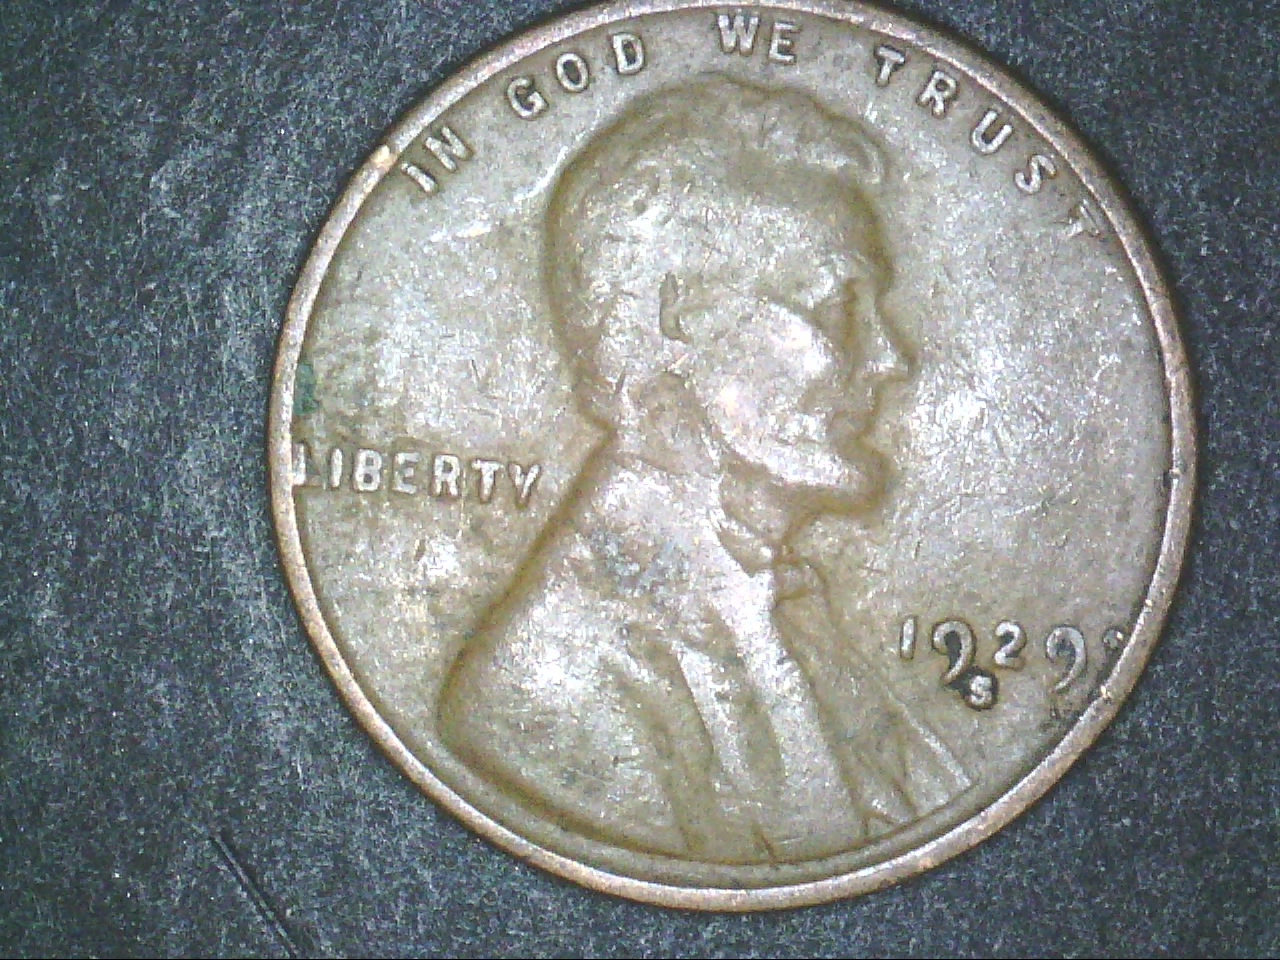 IN GOD WE TRUST
LIBERTY
1929
S